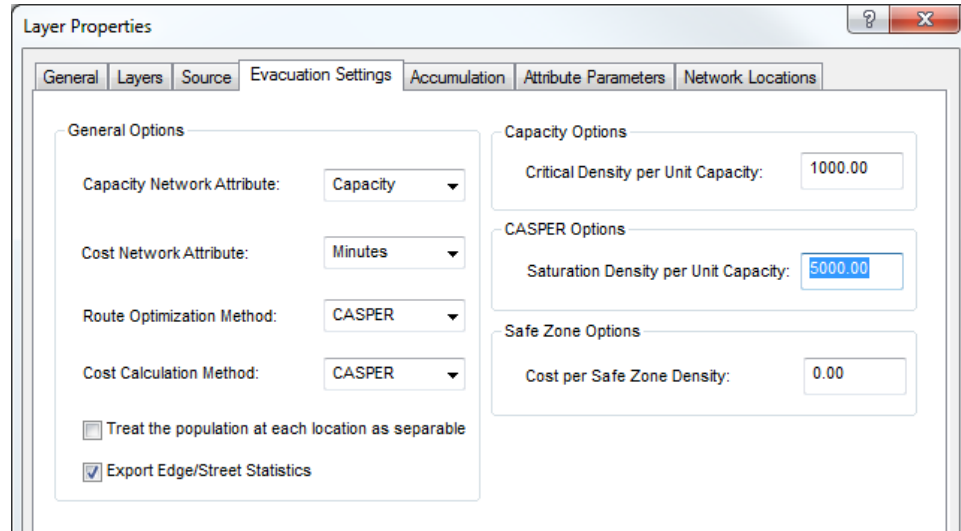 Layer Properties
General Layers Source Evacuation Settings Accumulation Attribute Parameters Network Locations
General Options
Capacity Network Attribute: Capacity
Cost Network Attribute: Minutes
Route Optimization Method: CASPER
Cost Calculation Method: CASPER
Treat the population at each location as separable
Export Edge/Street Statistics
Capacity Options
Critical Density per Unit Capacity: 1000.00
CASPER Options
Saturation Density per Unit Capacity: 5000.00
Safe Zone Options
Cost per Safe Zone Density: 0.00